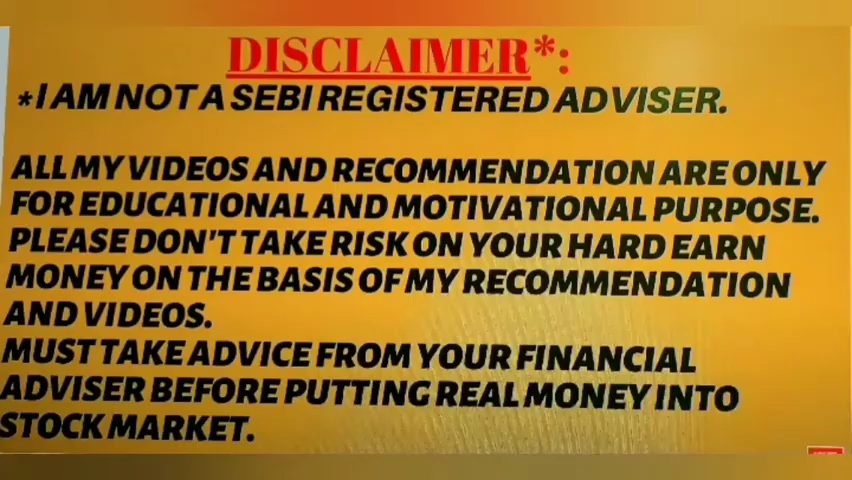 DISCLAIMER*:
*I AM NOT A SEBI REGISTERED ADVISER.
ALL MY VIDEOS AND RECOMMENDATION ARE ONLY
FOR EDUCATIONAL AND MOTIVATIONAL PURPOSE.
PLEASE DON'T TAKE RISK ON YOUR HARD EARN
MONEY ON THE BASIS OF MY RECOMMENDATION
AND VIDEOS.
MUST TAKE ADVICE FROM YOUR FINANCIAL
ADVISER BEFORE PUTTING REAL MONEY INTO
STOCK MARKET.